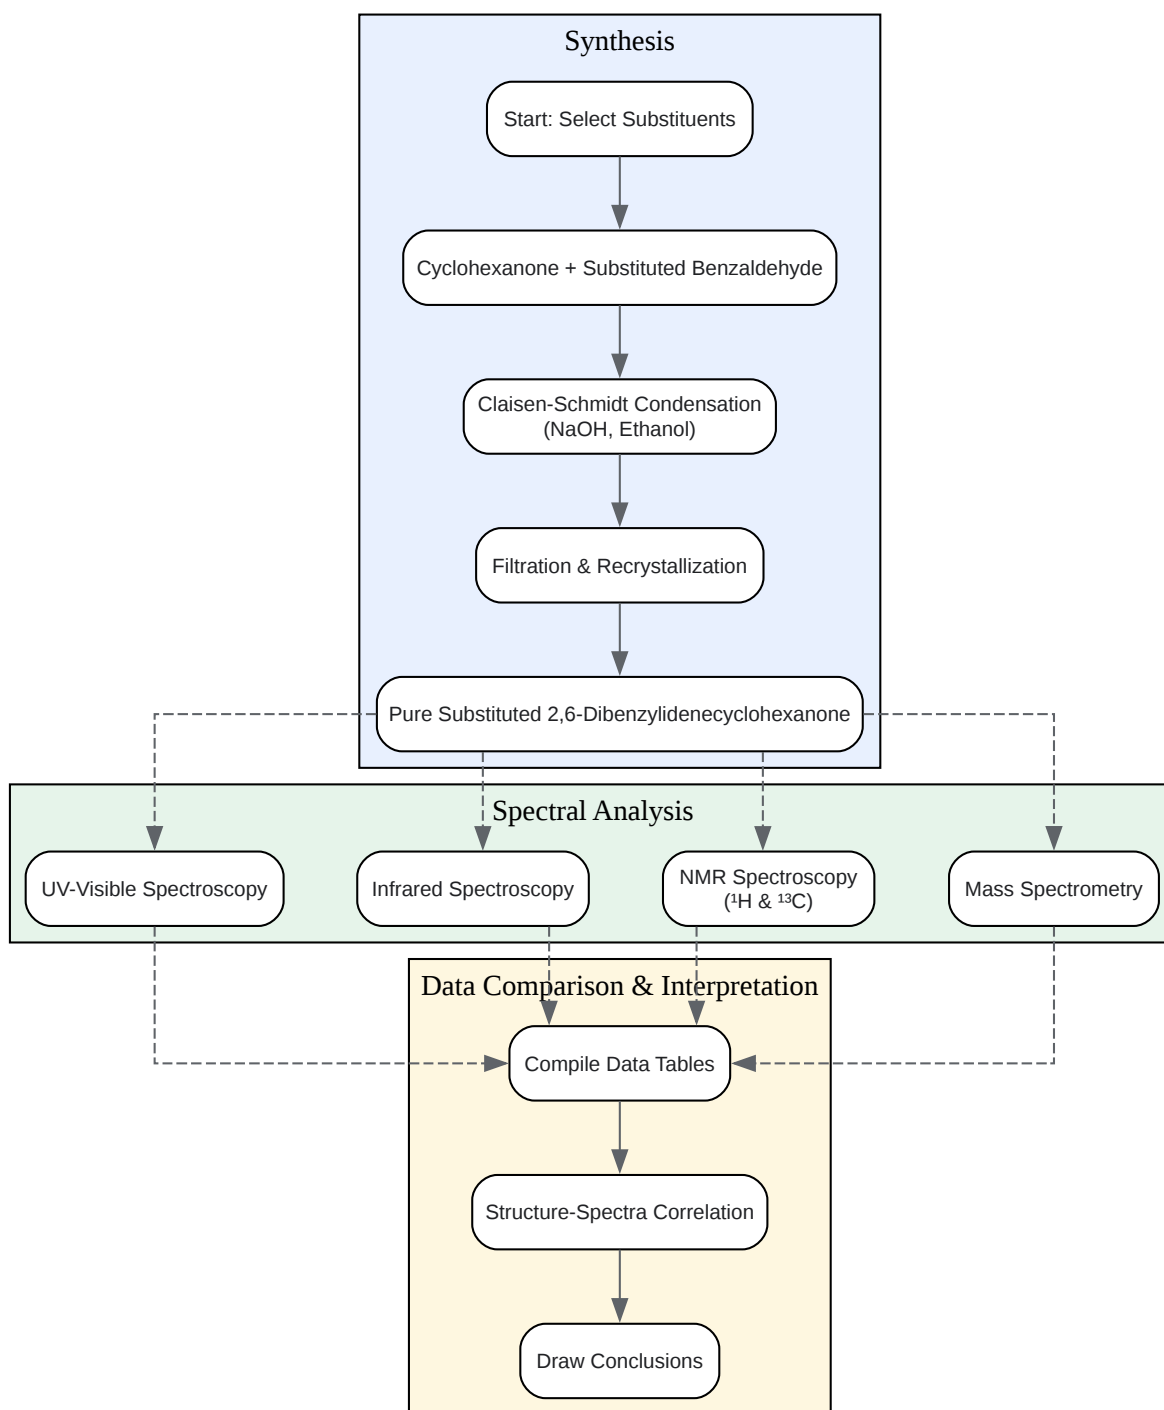 Synthesis
Start: Select Substituents
Cyclohexanone + Substituted Benzaldehyde
Claisen-Schmidt Condensation
(NaOH, Ethanol)
Filtration & Recrystallization
Pure Substituted 2,6-Dibenzylidenecyclohexanone
Spectral Analysis
UV-Visible Spectroscopy
Infrared Spectroscopy
NMR Spectroscopy
(¹H & ¹³C)
Mass Spectrometry
Data Comparison & Interpretation
Compile Data Tables
Structure-Spectra Correlation
Draw Conclusions